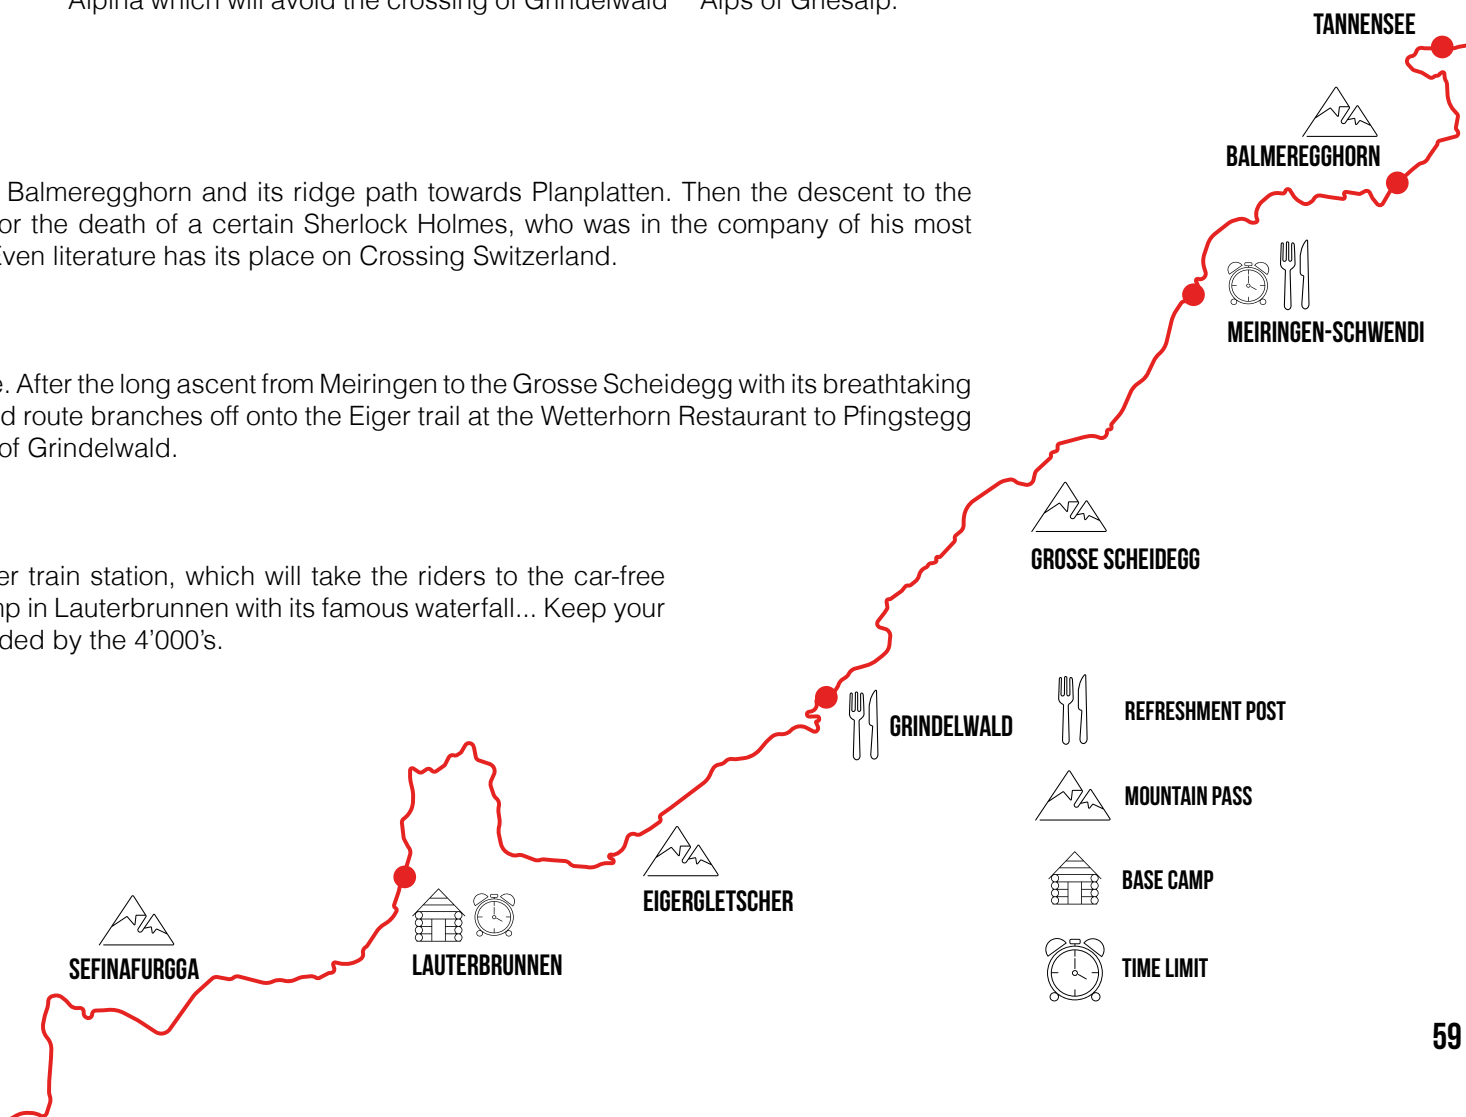 Alpina which will avoid the crossing of Grindelwald    Alps of Griesalp.
TANNENSEE
BALMEREGGHORN
Balmeregghorn and its ridge path towards Planplatten. Then the descent to the
or the death of a certain Sherlock Holmes, who was in the company of his most
Even literature has its place on Crossing Switzerland.
MEIRINGEN-SCHWENDI
. After the long ascent from Meiringen to the Grosse Scheidegg with its breathtaking
d route branches off onto the Eiger trail at the Wetterhorn Restaurant to Pfingstegg
of Grindelwald.
GROSSE SCHEIDEGG
er train station, which will take the riders to the car-free
mp in Lauterbrunnen with its famous waterfall... Keep your
ded by the 4'000's.
GRINDELWALD
REFRESHMENT POST
MOUNTAIN PASS
BASE CAMP
EIGERGLETSCHER
SEFINAFURGGA
LAUTERBRUNNEN
TIME LIMIT
59